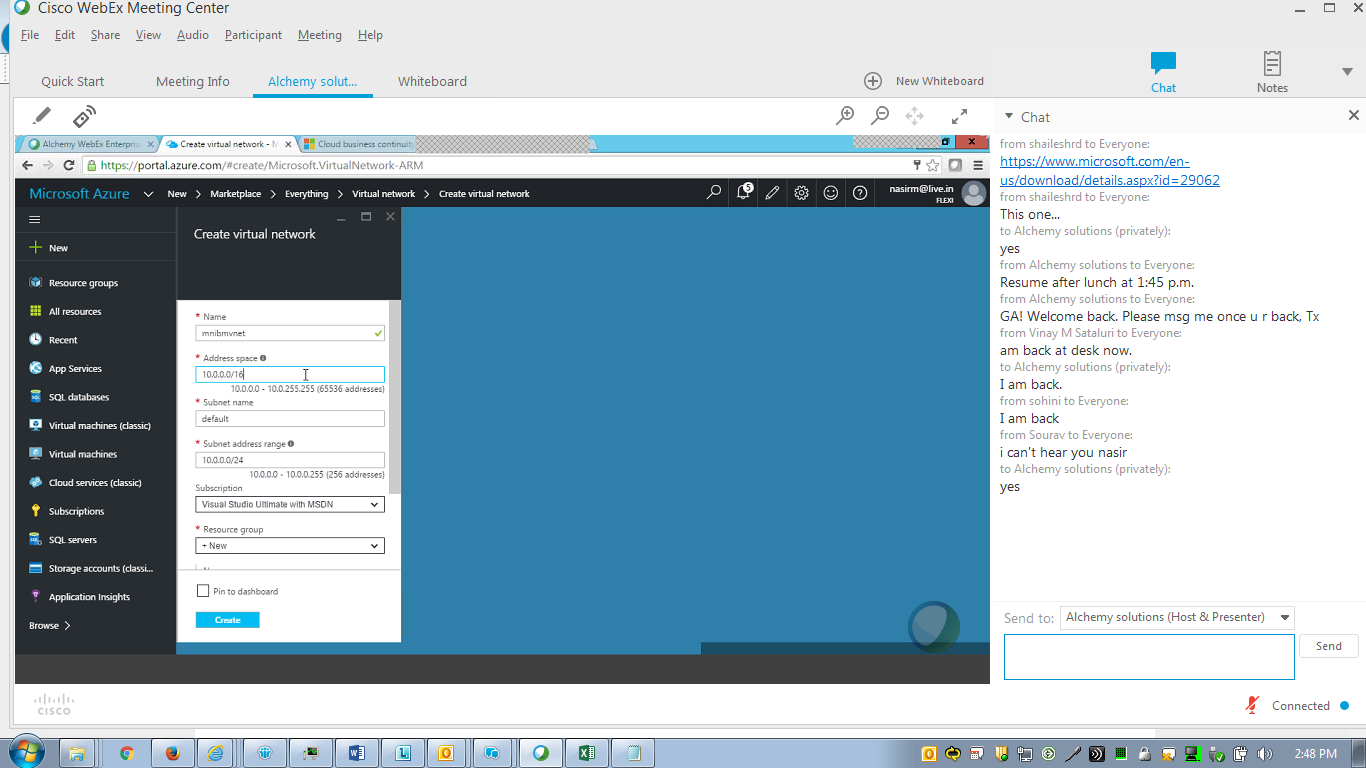 Cisco WebEx Meeting Center
File Edit Share View Audio Participant Meeting Help
Quick Start Meeting Info Alchemy solut... Whiteboard New Whiteboard
Chat Notes
Chat
Alchemy WebEx Enterpris Create virtual network - M Cloud business continuity
https://portal.azure.com/#create/Microsoft.VirtualNetwork-ARM
Microsoft Azure New > Marketplace > Everything > Virtual network > Create virtual network 5 nasirm@live.in
FLEXI
New
Resource groups
All resources
Recent
App Services
SQL databases
Virtual machines (classic)
Virtual machines
Cloud services (classic)
Subscriptions
SQL servers
Storage accounts (classi...
Application Insights
Browse >
Create virtual network
* Name
mnibmvnet
* Address space
10.0.0.0/16
10.0.0.0 - 10.0.255.255 (65536 addresses)
* Subnet name
default
* Subnet address range
10.0.0.0/24
10.0.0.0 - 10.0.0.255 (256 addresses)
Subscription
Visual Studio Ultimate with MSDN
* Resource group
+ New
Pin to dashboard
Create
from shaileshrd to Everyone:
https://www.microsoft.com/en-
us/download/details.aspx?id=29062
from shaileshrd to Everyone:
This one...
to Alchemy solutions (privately):
yes
from Alchemy solutions to Everyone:
Resume after lunch at 1:45 p.m.
from Alchemy solutions to Everyone:
GA! Welcome back. Please msg me once u r back, Tx
from Vinay M Sataluri to Everyone:
am back at desk now.
to Alchemy solutions (privately):
I am back.
from sohini to Everyone:
I am back
from Sourav to Everyone:
i can't hear you nasir
to Alchemy solutions (privately):
yes
Send to: Alchemy solutions (Host & Presenter)
Send
CISCO
Connected
2:48 PM